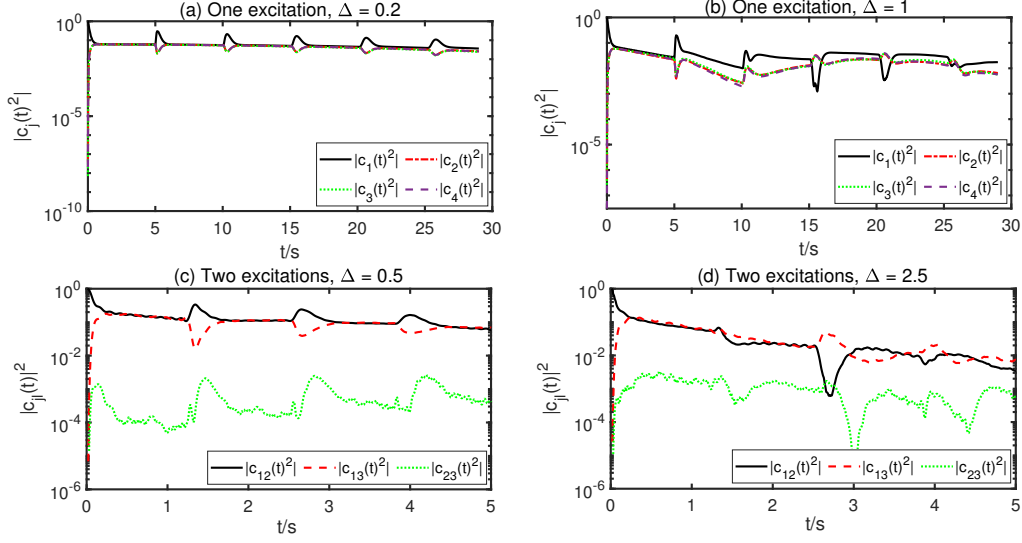 (a) One excitation, Δ = 0.2
10^0
10^-5
10^-10
|c_j(t)^2|
|c_1(t)^2| |c_2(t)^2|
|c_3(t)^2| |c_4(t)^2|
0 5 10 15 20 25 30
t/s
(b) One excitation, Δ = 1
10^0
10^-5
|c_j(t)^2|
|c_1(t)^2| |c_2(t)^2|
|c_3(t)^2| |c_4(t)^2|
0 5 10 15 20 25 30
t/s
(c) Two excitations, Δ = 0.5
10^0
10^-2
10^-4
10^-6
|c_jl(t)|^2
|c_12(t)^2| |c_13(t)^2| |c_23(t)^2|
0 1 2 3 4 5
t/s
(d) Two excitations, Δ = 2.5
10^0
10^-2
10^-4
10^-6
|c_jl(t)|^2
|c_12(t)^2| |c_13(t)^2| |c_23(t)^2|
0 1 2 3 4 5
t/s